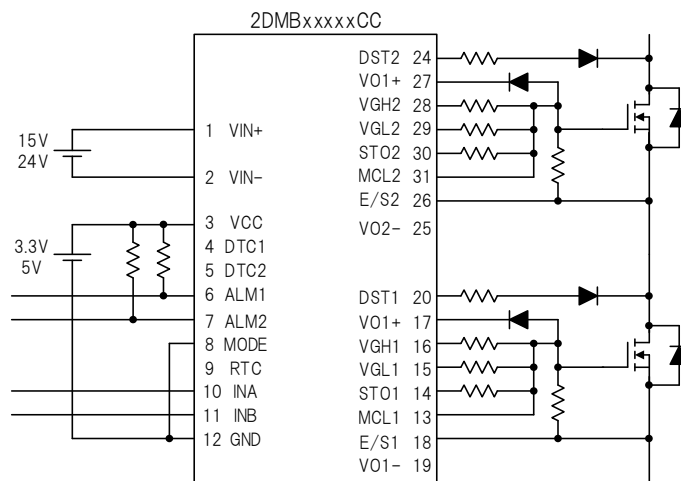 2DMBxxxxxCC
15V
24V
3.3V
5V
1 VIN+
2 VIN-
3 VCC
4 DTC1
5 DTC2
6 ALM1
7 ALM2
8 MODE
9 RTC
10 INA
11 INB
12 GND
DST2 24
VO1+ 27
VGH2 28
VGL2 29
STO2 30
MCL2 31
E/S2 26
VO2- 25
DST1 20
VO1+ 17
VGH1 16
VGL1 15
STO1 14
MCL1 13
E/S1 18
VO1- 19